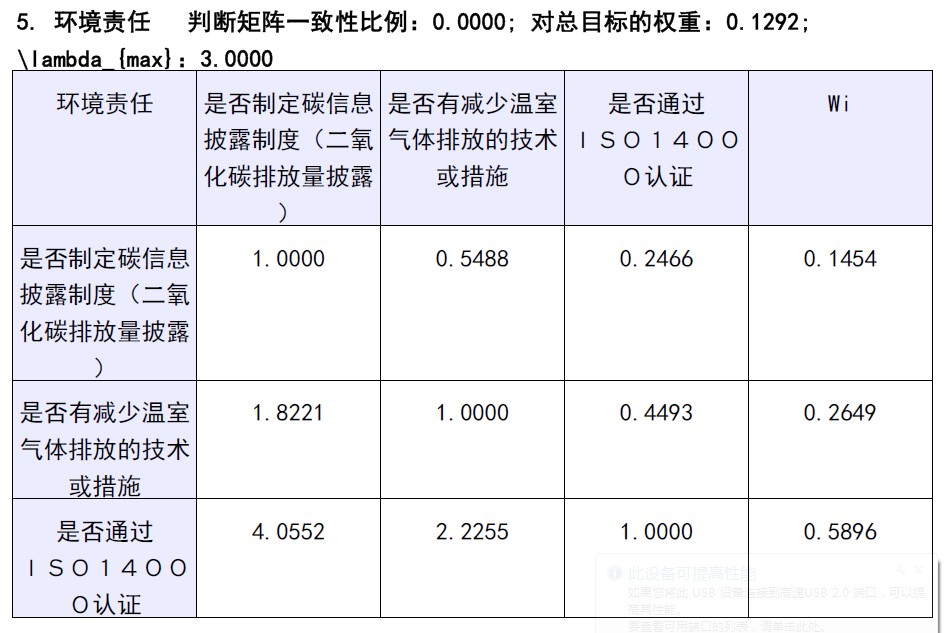 5. 环境责任 判断矩阵一致性比例：0.0000; 对总目标的权重：0.1292;
\lambda_{max}：3.0000
环境责任 是否制定碳信息披露制度（二氧化碳排放量披露） 是否有减少温室气体排放的技术或措施 是否通过ＩＳＯ１４０００认证 Wi
是否制定碳信息披露制度（二氧化碳排放量披露） 1.0000 0.5488 0.2466 0.1454
是否有减少温室气体排放的技术或措施 1.8221 1.0000 0.4493 0.2649
是否通过ＩＳＯ１４０００认证 4.0552 2.2255 1.0000 0.5896
此设备可提高性能
如果您将此 USB 设备连接到高速USB 2.0 端口，可以提
高其性能。
要查看可用端口的列表，请单击此处。